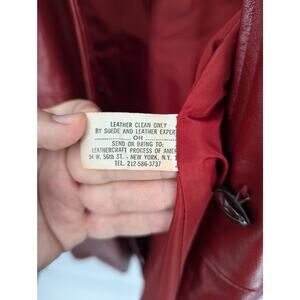 LEATHER CLEAN ONLY
BY SUEDE AND LEATHER EXPERT
OR
SEND OR BRING TO:
LEATHERCRAFT PROCESS OF AMER
W. 56th ST. - NEW YORK, N.Y. 1
TEL. 212-586-3737